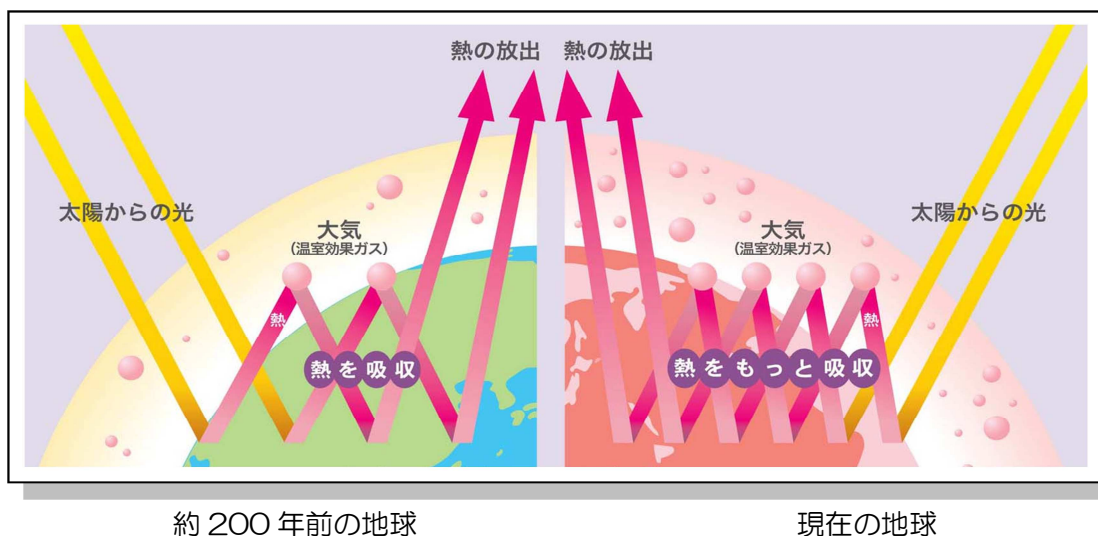 熱の放出
熱の放出
太陽からの光
大気
(温室効果ガス)
熱
熱を吸収
太陽からの光
大気
(温室効果ガス)
熱
熱をもっと吸収
約 200 年前の地球
現在の地球